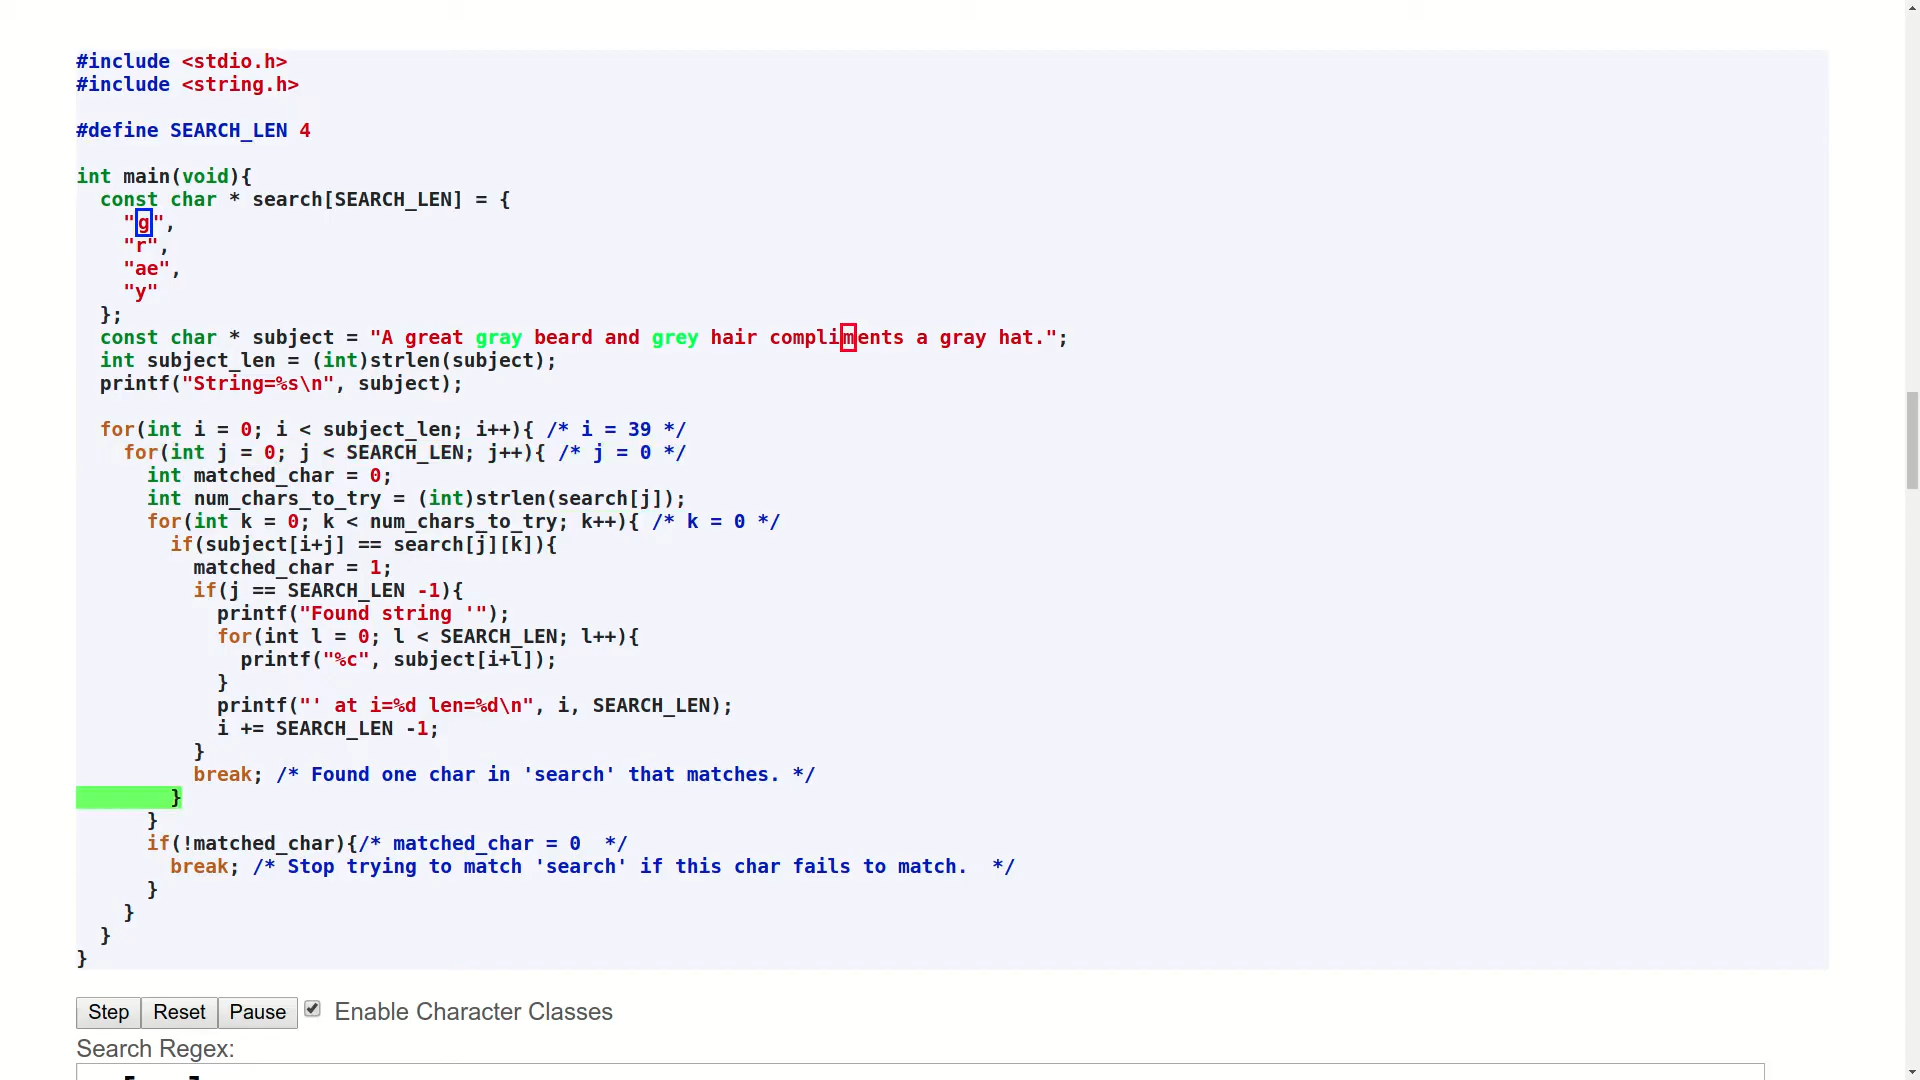 #include <stdio.h>
#include <string.h>
#define SEARCH_LEN 4
int main(void){
const char * search[SEARCH_LEN] = {
"g",
"r",
"ae",
"y"
};
const char * subject = "A great gray beard and grey hair compliments a gray hat.";
int subject_len = (int)strlen(subject);
printf("String=%s\n", subject);
for(int i = 0; i < subject_len; i++){ /* i = 39 */
for(int j = 0; j < SEARCH_LEN; j++){ /* j = 0 */
int matched_char = 0;
int num_chars_to_try = (int)strlen(search[j]);
for(int k = 0; k < num_chars_to_try; k++){ /* k = 0 */
if(subject[i+j] == search[j][k]){
matched_char = 1;
if(j == SEARCH_LEN -1){
printf("Found string '");
for(int l = 0; l < SEARCH_LEN; l++){
printf("%c", subject[i+l]);
}
printf("' at i=%d len=%d\n", i, SEARCH_LEN);
i += SEARCH_LEN -1;
}
break; /* Found one char in 'search' that matches. */
}
}
if(!matched_char){/* matched_char = 0  */
break; /* Stop trying to match 'search' if this char fails to match.  */
}
}
}
}
Step Reset Pause Enable Character Classes
Search Regex: